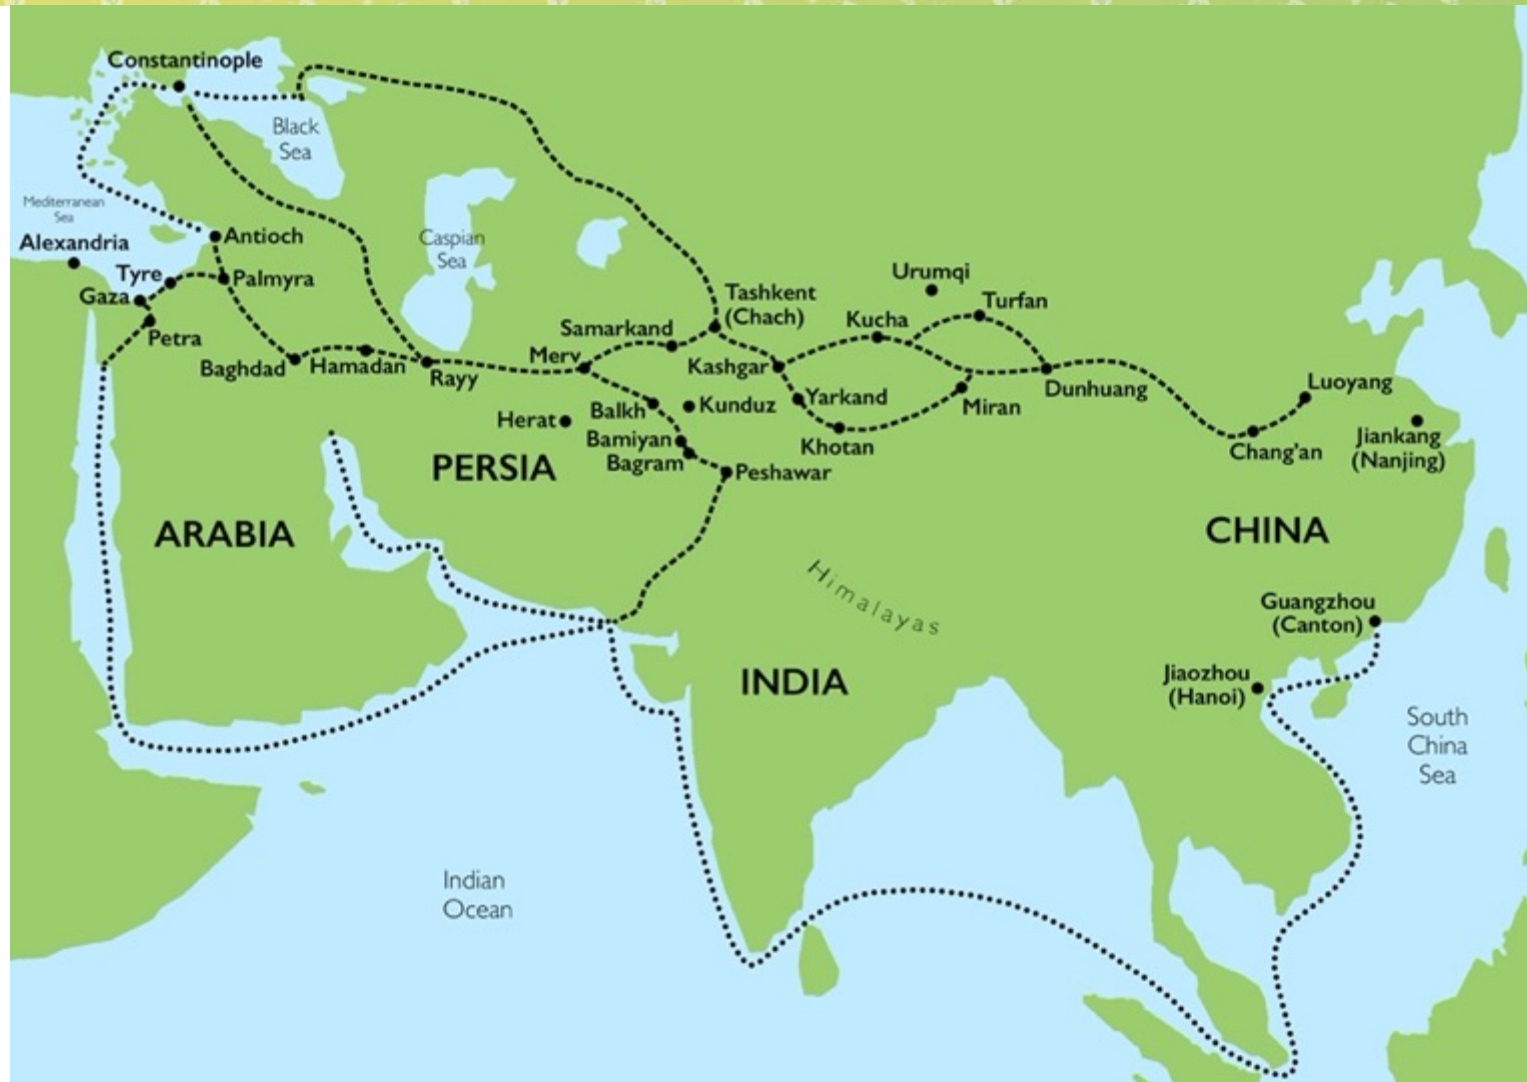 Constantinople
Black
Sea
Mediterranean
Sea
Alexandria
Antioch
Caspian
Sea
Tyre
Palmyra
Gaza
Petra
Baghdad
Hamadan
Rayy
Urumqi
Tashkent
(Chach)
Turfan
Samarkand
Kucha
Merv
Kashgar
Dunhuang
Luoyang
Herat
Balkh
Kunduz
Yarkand
Miran
Bamiyan
Khotan
Bagram
Peshawar
Chang'an
Jiankang
(Nanjing)
PERSIA
ARABIA
CHINA
Himalayas
Guangzhou
(Canton)
INDIA
Jiaozhou
(Hanoi)
South
China
Sea
Indian
Ocean